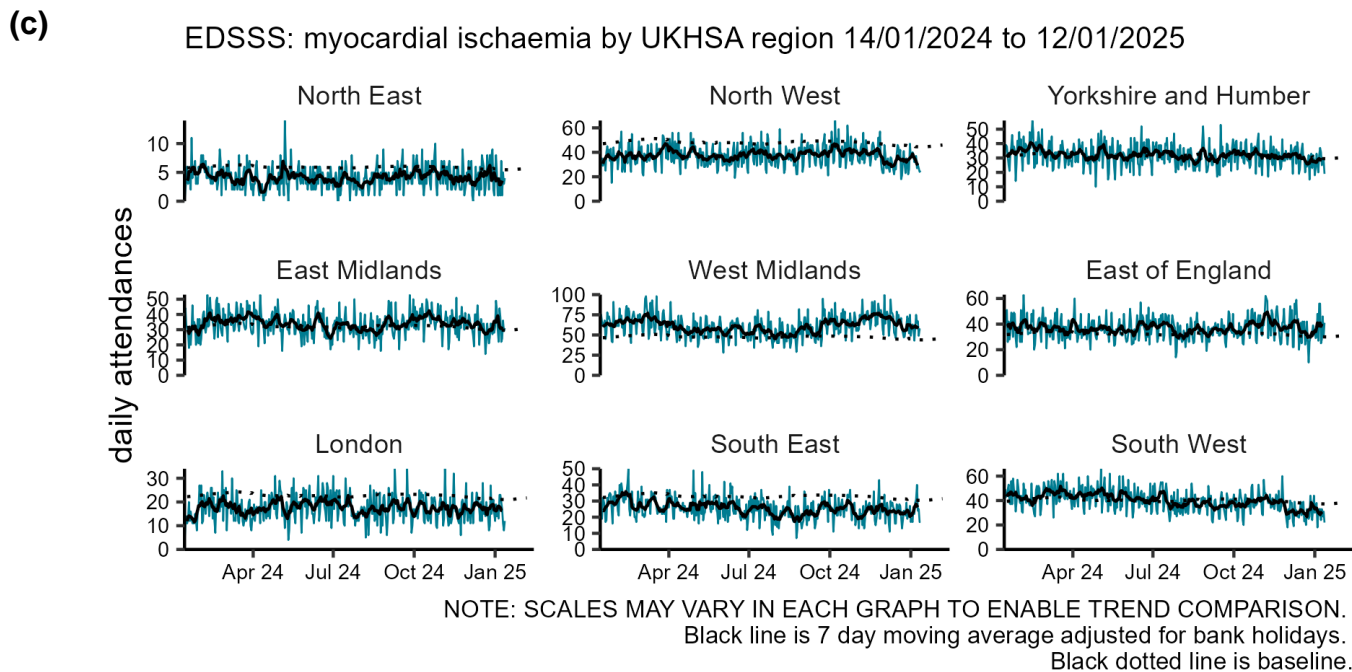 (c)
EDSSS: myocardial ischaemia by UKHSA region 14/01/2024 to 12/01/2025
daily attendances
North East
10
5
0
North West
60
40
20
0
Yorkshire and Humber
50
40
30
20
10
0
East Midlands
50
40
30
20
10
0
West Midlands
100
75
50
25
0
East of England
60
40
20
0
London
30
20
10
0
South East
50
40
30
20
10
0
South West
60
40
20
0
Apr 24 Jul 24 Oct 24 Jan 25
Apr 24 Jul 24 Oct 24 Jan 25
Apr 24 Jul 24 Oct 24 Jan 25
NOTE: SCALES MAY VARY IN EACH GRAPH TO ENABLE TREND COMPARISON.
Black line is 7 day moving average adjusted for bank holidays.
Black dotted line is baseline.